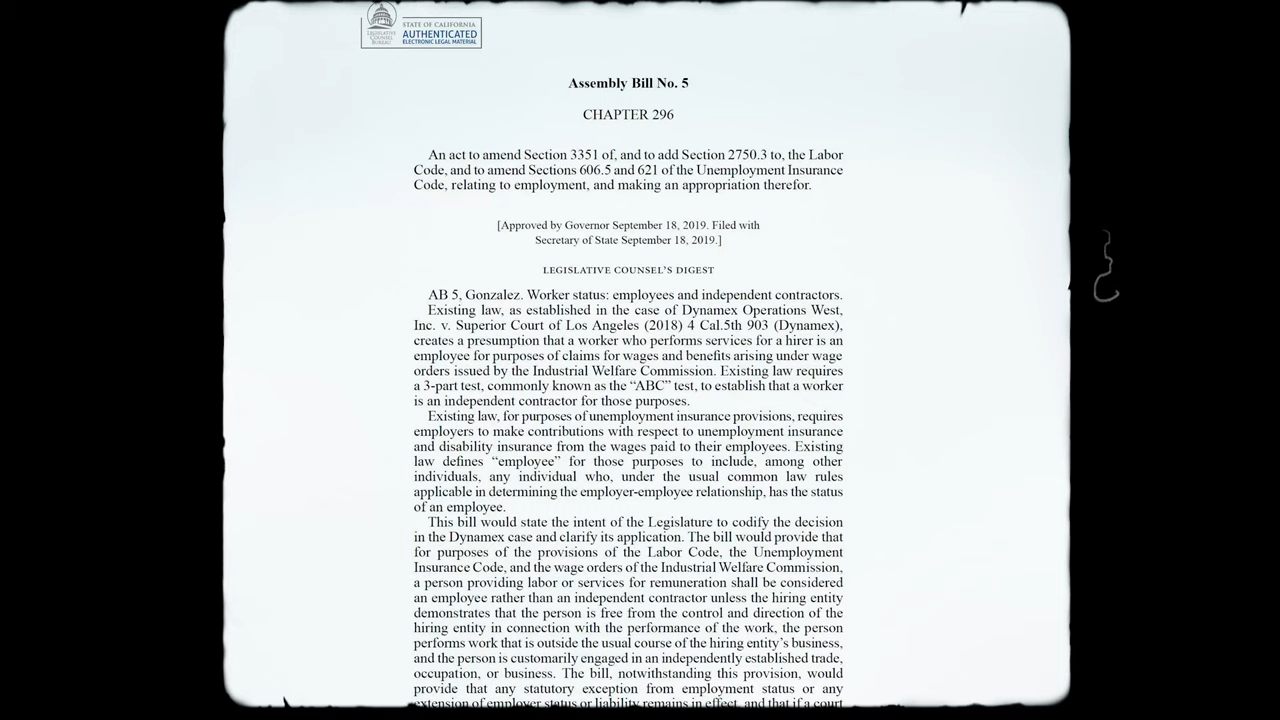 LEGISLATIVE
COUNSEL
BUREAU
STATE OF CALIFORNIA
AUTHENTICATED
ELECTRONIC LEGAL MATERIAL
Assembly Bill No. 5
CHAPTER 296
An act to amend Section 3351 of, and to add Section 2750.3 to, the Labor
Code, and to amend Sections 606.5 and 621 of the Unemployment Insurance
Code, relating to employment, and making an appropriation therefor.
[Approved by Governor September 18, 2019. Filed with
Secretary of State September 18, 2019.]
LEGISLATIVE COUNSEL’S DIGEST
AB 5, Gonzalez. Worker status: employees and independent contractors.
Existing law, as established in the case of Dynamex Operations West,
Inc. v. Superior Court of Los Angeles (2018) 4 Cal.5th 903 (Dynamex),
creates a presumption that a worker who performs services for a hirer is an
employee for purposes of claims for wages and benefits arising under wage
orders issued by the Industrial Welfare Commission. Existing law requires
a 3-part test, commonly known as the “ABC” test, to establish that a worker
is an independent contractor for those purposes.
Existing law, for purposes of unemployment insurance provisions, requires
employers to make contributions with respect to unemployment insurance
and disability insurance from the wages paid to their employees. Existing
law defines “employee” for those purposes to include, among other
individuals, any individual who, under the usual common law rules
applicable in determining the employer-employee relationship, has the status
of an employee.
This bill would state the intent of the Legislature to codify the decision
in the Dynamex case and clarify its application. The bill would provide that
for purposes of the provisions of the Labor Code, the Unemployment
Insurance Code, and the wage orders of the Industrial Welfare Commission,
a person providing labor or services for remuneration shall be considered
an employee rather than an independent contractor unless the hiring entity
demonstrates that the person is free from the control and direction of the
hiring entity in connection with the performance of the work, the person
performs work that is outside the usual course of the hiring entity’s business,
and the person is customarily engaged in an independently established trade,
occupation, or business. The bill, notwithstanding this provision, would
provide that any statutory exception from employment status or any
extension of employer status or liability remains in effect, and that if a court